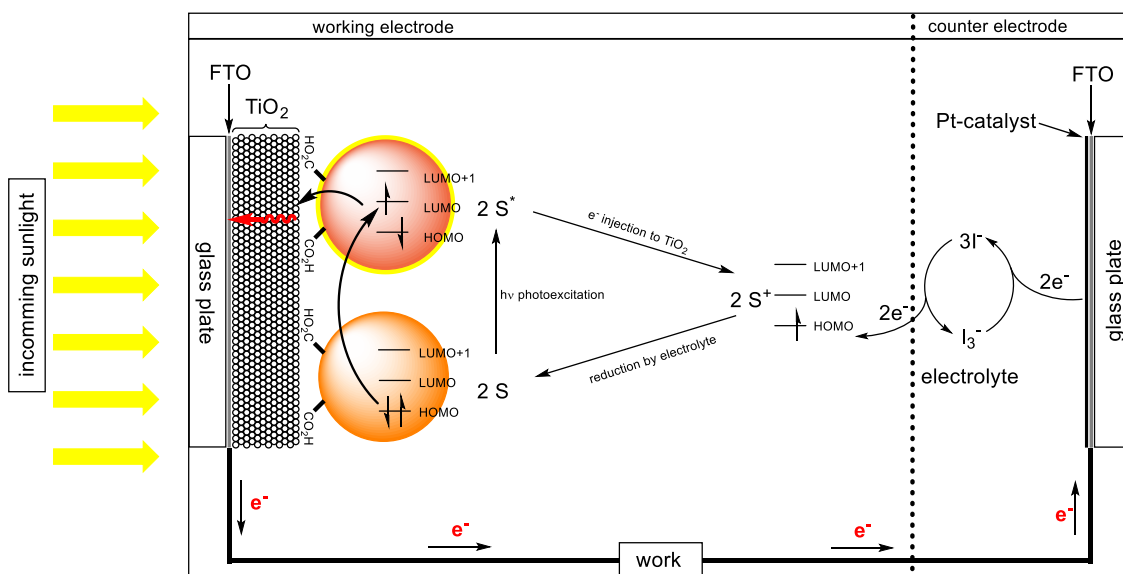 working electrode
counter electrode
FTO
FTO
TiO2
Pt-catalyst
HO2C
LUMO+1
LUMO
HOMO
2 S*
CO2H
e- injection to TiO2
incomming sunlight
glass plate
hν photoexcitation
2 S+
LUMO+1
LUMO
HOMO
2e-
3I-
I3-
2e-
glass plate
electrolyte
HO2C
LUMO+1
LUMO
HOMO
2 S
CO2H
reduction by electrolyte
e-
e-
e-
e-
work